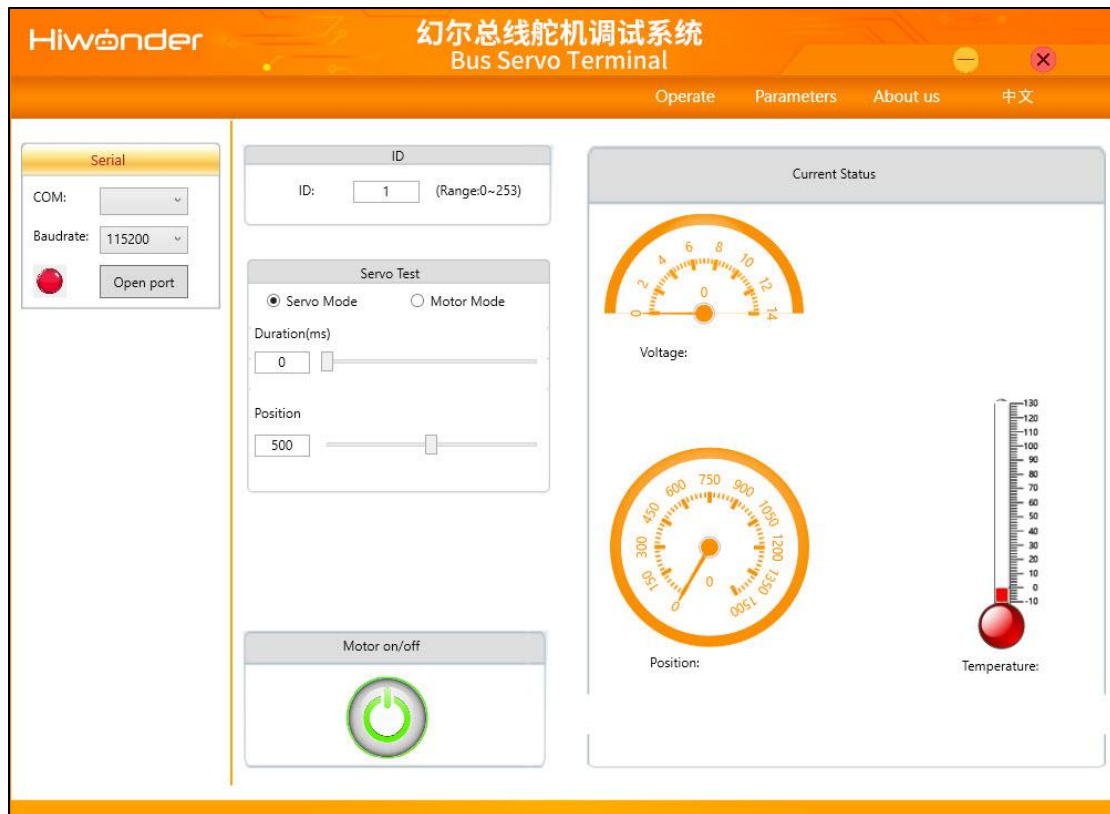 Hiwonder
幻尔总线舵机调试系统
Bus Servo Terminal
Operate Parameters About us 中文
Serial
COM:
Baudrate: 115200
Open port
ID
ID: 1 (Range:0~253)
Servo Test
Servo Mode Motor Mode
Duration(ms)
0
Position
500
Motor on/off
Current Status
0 2 4 6 8 10 12 14
0
Voltage:
0 150 300 450 600 750 900 1050 1200 1350 1500
0
Position:
130
120
110
100
90
80
70
60
50
40
30
20
10
0
-10
Temperature: